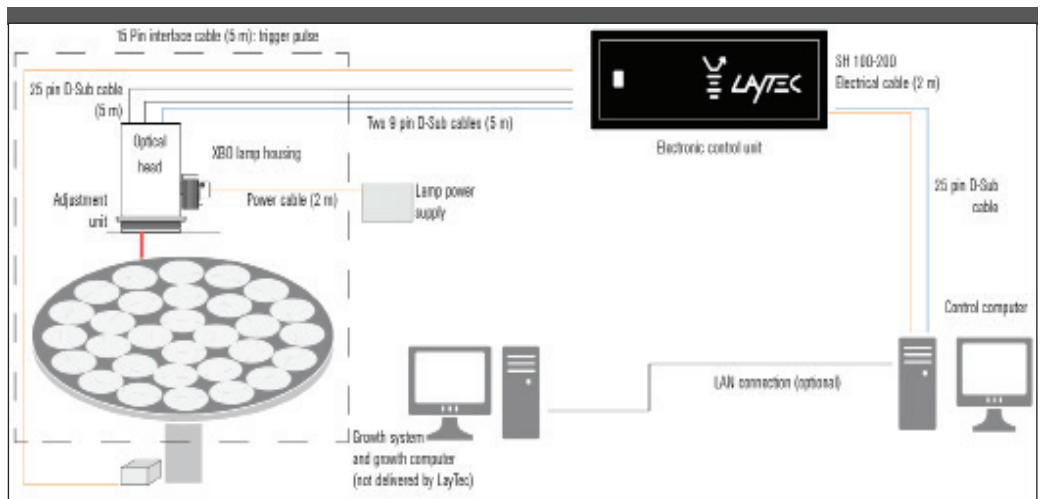 15 Pin interface cable (5 m): trigger pulse
25 pin D-Sub cable
(5 m)
Optical
head
XBO lamp housing
Adjustment
unit
Power cable (2 m)
Lamp power
supply
Two 9 pin D-Sub cables (5 m)
LAYTEC
Electronic control unit
SH 100-200
Electrical cable (2 m)
25 pin D-Sub
cable
Control computer
LAN connection (optional)
Growth system
and growth computer
(not delivered by LayTec)